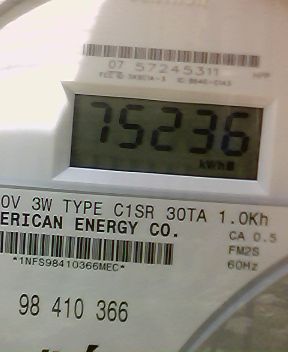 07 57245311 HPP
75236
kWh
0V 3W TYPE C1SR 30TA 1.0Kh
ERICAN ENERGY CO.
CA 0.5
FM2S
60Hz
*1NFS98410366MEC*
98 410 366